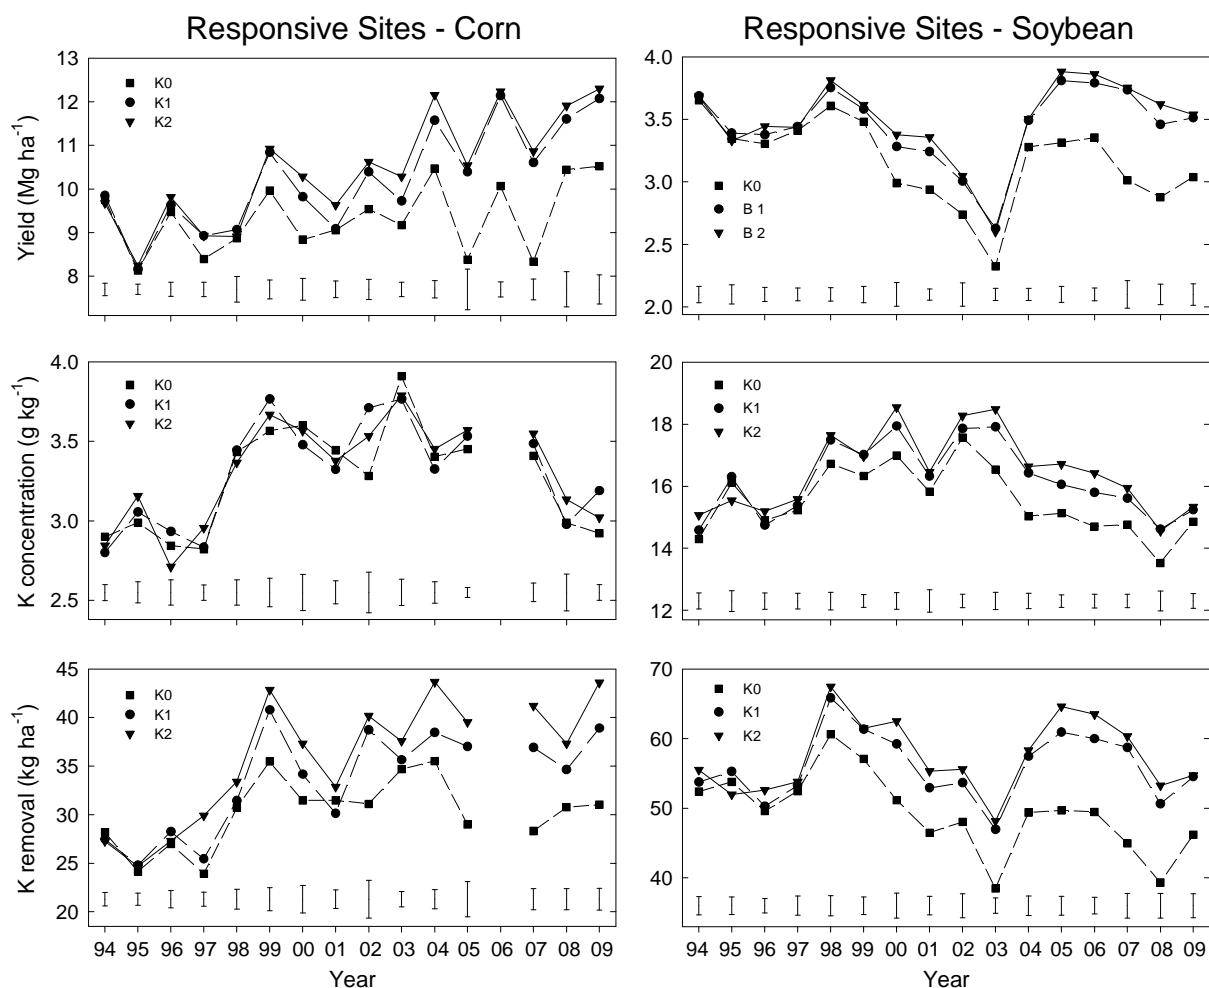 Responsive Sites - Corn
Responsive Sites - Soybean
13
12
11
10
9
8
Yield (Mg ha⁻¹)
K0
K1
K2
4.0
3.5
3.0
2.5
2.0
K0
B 1
B 2
4.0
3.5
3.0
2.5
K concentration (g kg⁻¹)
K0
K1
K2
20
18
16
14
12
K0
K1
K2
45
40
35
30
25
20
K removal (kg ha⁻¹)
K0
K1
K2
94 95 96 97 98 99 00 01 02 03 04 05 06 07 08 09
Year
70
60
50
40
K0
K1
K2
94 95 96 97 98 99 00 01 02 03 04 05 06 07 08 09
Year